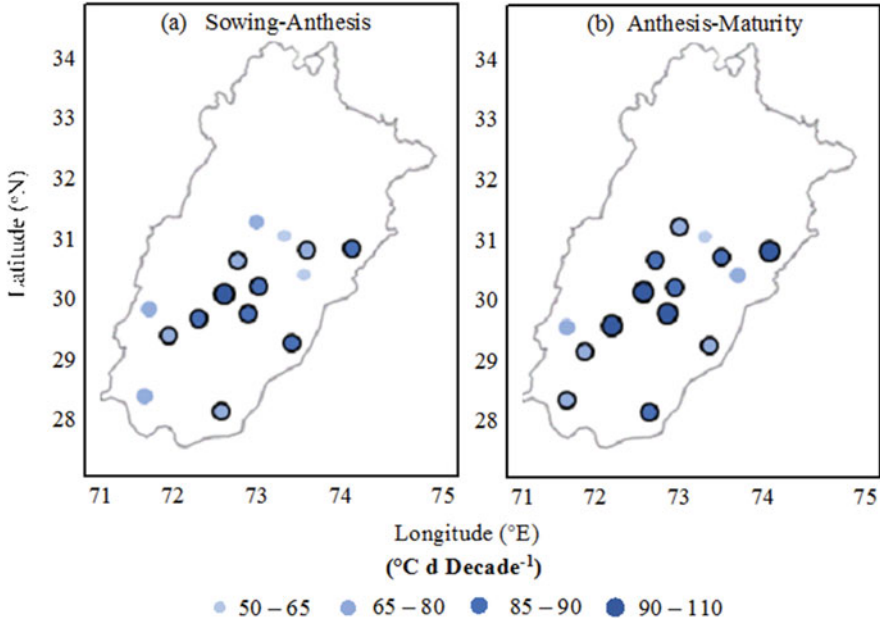 (a) Sowing-Anthesis
(b) Anthesis-Maturity
34
33
32
31
30
29
28
Latitude (°N)
34
33
32
31
30
29
28
71 72 73 74 75
71 72 73 74 75
Longitude (°E)
(°C d Decade⁻¹)
50 – 65 65 – 80 85 – 90 90 – 110